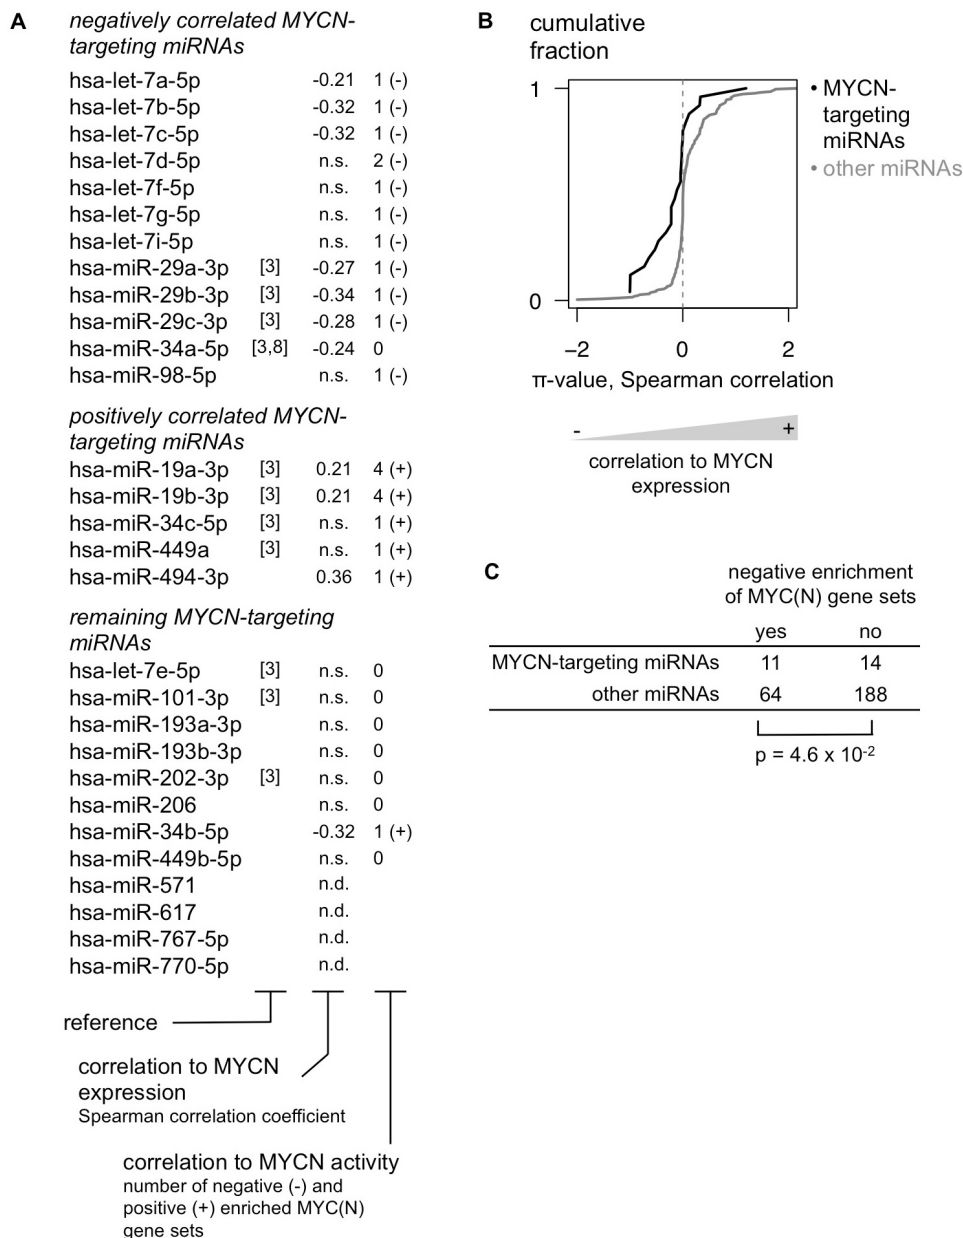 A
negatively correlated MYCN-
targeting miRNAs
hsa-let-7a-5p -0.21 1 (-)
hsa-let-7b-5p -0.32 1 (-)
hsa-let-7c-5p -0.32 1 (-)
hsa-let-7d-5p n.s. 2 (-)
hsa-let-7f-5p n.s. 1 (-)
hsa-let-7g-5p n.s. 1 (-)
hsa-let-7i-5p n.s. 1 (-)
hsa-miR-29a-3p [3] -0.27 1 (-)
hsa-miR-29b-3p [3] -0.34 1 (-)
hsa-miR-29c-3p [3] -0.28 1 (-)
hsa-miR-34a-5p [3,8] -0.24 0
hsa-miR-98-5p n.s. 1 (-)
positively correlated MYCN-
targeting miRNAs
hsa-miR-19a-3p [3] 0.21 4 (+)
hsa-miR-19b-3p [3] 0.21 4 (+)
hsa-miR-34c-5p [3] n.s. 1 (+)
hsa-miR-449a [3] n.s. 1 (+)
hsa-miR-494-3p 0.36 1 (+)
remaining MYCN-targeting
miRNAs
hsa-let-7e-5p [3] n.s. 0
hsa-miR-101-3p [3] n.s. 0
hsa-miR-193a-3p n.s. 0
hsa-miR-193b-3p n.s. 0
hsa-miR-202-3p [3] n.s. 0
hsa-miR-206 n.s. 0
hsa-miR-34b-5p -0.32 1 (+)
hsa-miR-449b-5p n.s. 0
hsa-miR-571 n.d.
hsa-miR-617 n.d.
hsa-miR-767-5p n.d.
hsa-miR-770-5p n.d.
reference
correlation to MYCN
expression
Spearman correlation coefficient
correlation to MYCN activity
number of negative (-) and
positive (+) enriched MYC(N)
gene sets
B
cumulative
fraction
1
0
−2 0 2
π-value, Spearman correlation
- +
correlation to MYCN
expression
• MYCN-
targeting
miRNAs
• other miRNAs
C
negative enrichment
of MYC(N) gene sets
yes no
MYCN-targeting miRNAs 11 14
other miRNAs 64 188
p = 4.6 x 10⁻²